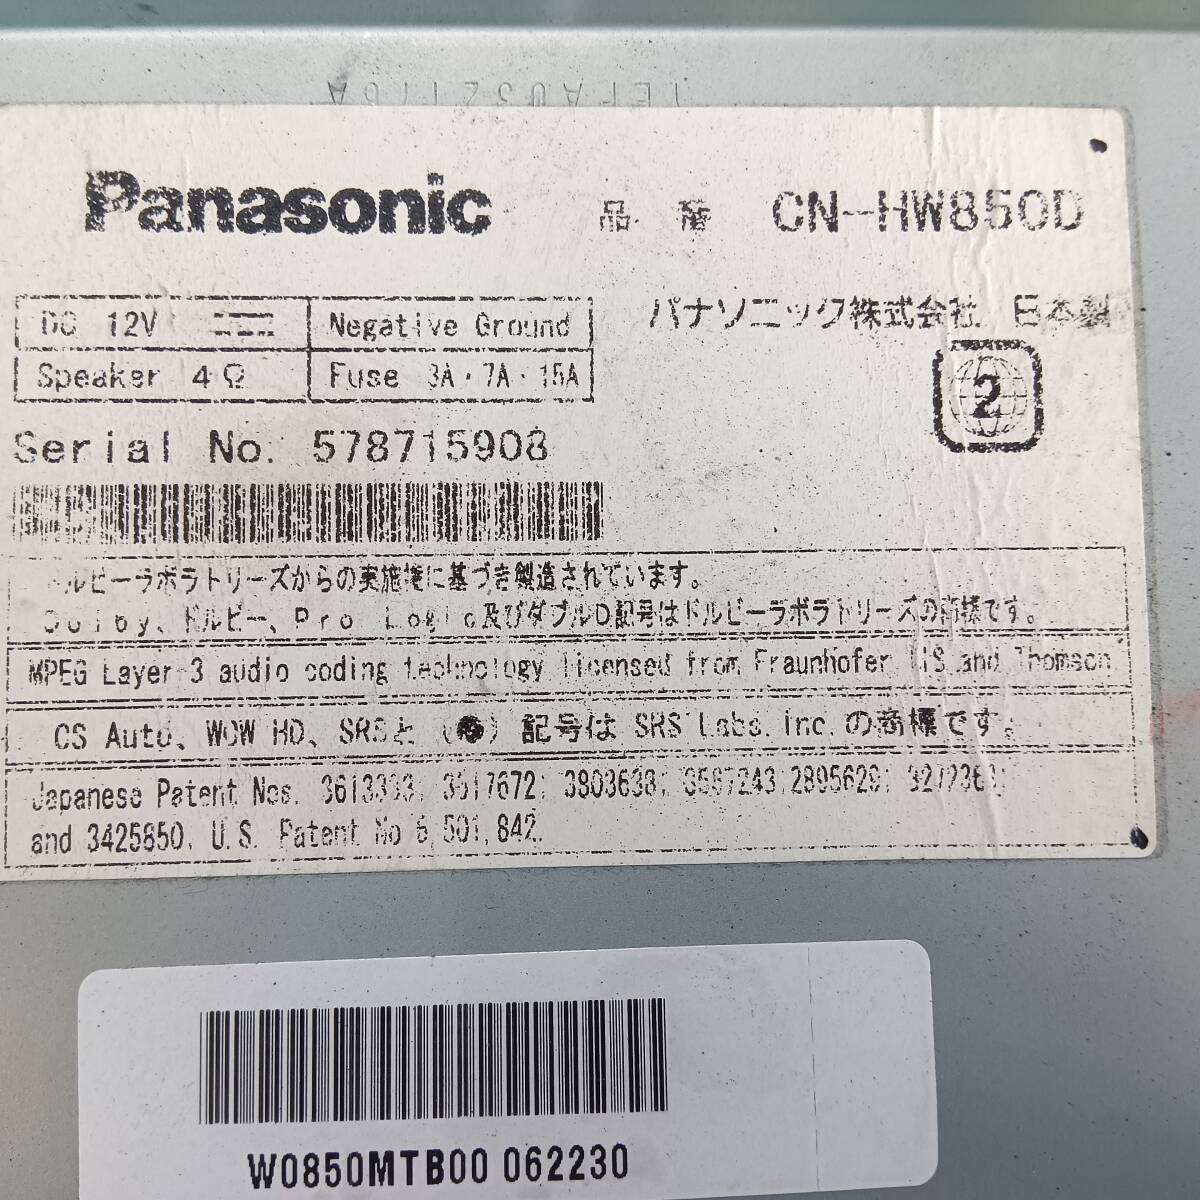 Panasonic 品番 CN-HW850D
DC 12V Negative Ground
パナソニック株式会社 日本製
Speaker 4Ω Fuse 3A・7A・15A
2
Serial No. 578715908
ドルビーラボラトリーズからの実施権に基づき製造されています。
Dolby、ドルビー、Pro Logic及びダブルD記号はドルビーラボラトリーズの商標です。
MPEG Layer-3 audio coding technology licensed from Fraunhofer IIS and Thomson.
CS Auto、WOW HD、SRSと(●)記号は SRS Labs, Inc.の商標です。
Japanese Patent Nos. 3613333, 3517672, 3803638, 3587243, 2895629,
and 3425850, U.S. Patent No 6,501,842.
W0850MTB00 062230